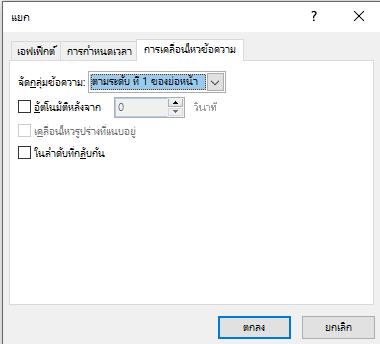 แยก ? ×
เอฟเฟ็กต์ การกำหนดเวลา การเคลื่อนไหวข้อความ
จัดกลุ่มข้อความ: ตามระดับ ที่ 1 ของย่อหน้า
อัตโนมัติหลังจาก 0 วินาที
เคลื่อนไหวรูปร่างที่แนบอยู่
ในลำดับที่กลับกัน
ตกลง ยกเลิก